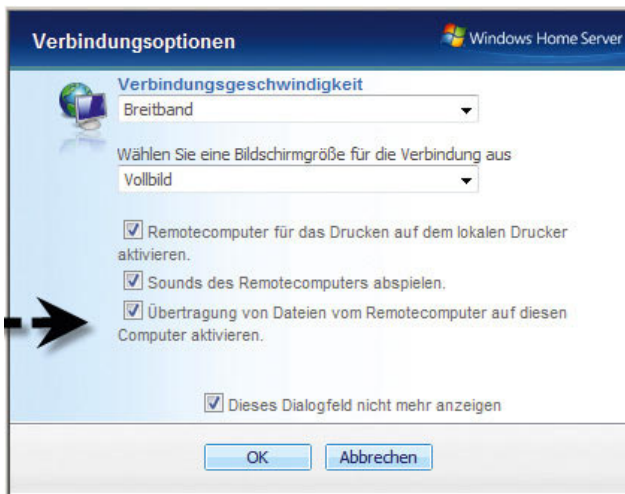 Verbindungsoptionen
Windows Home Server
Verbindungsgeschwindigkeit
Breitband
Wählen Sie eine Bildschirmgröße für die Verbindung aus
Vollbild
Remotecomputer für das Drucken auf dem lokalen Drucker
aktivieren.
Sounds des Remotecomputers abspielen.
Übertragung von Dateien vom Remotecomputer auf diesen
Computer aktivieren.
Dieses Dialogfeld nicht mehr anzeigen
OK
Abbrechen